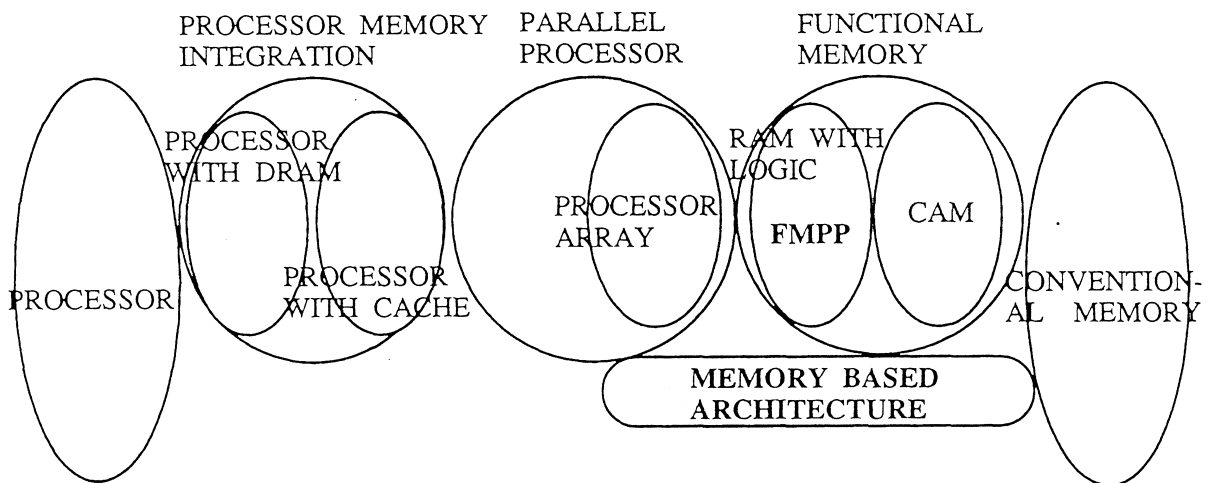 PROCESSOR MEMORY
INTEGRATION
PARALLEL
PROCESSOR
FUNCTIONAL
MEMORY
PROCESSOR
WITH DRAM
RAM WITH
LOGIC
PROCESSOR
ARRAY
FMPP
CAM
PROCESSOR
PROCESSOR
WITH CACHE
CONVENTION-
AL MEMORY
MEMORY BASED
ARCHITECTURE